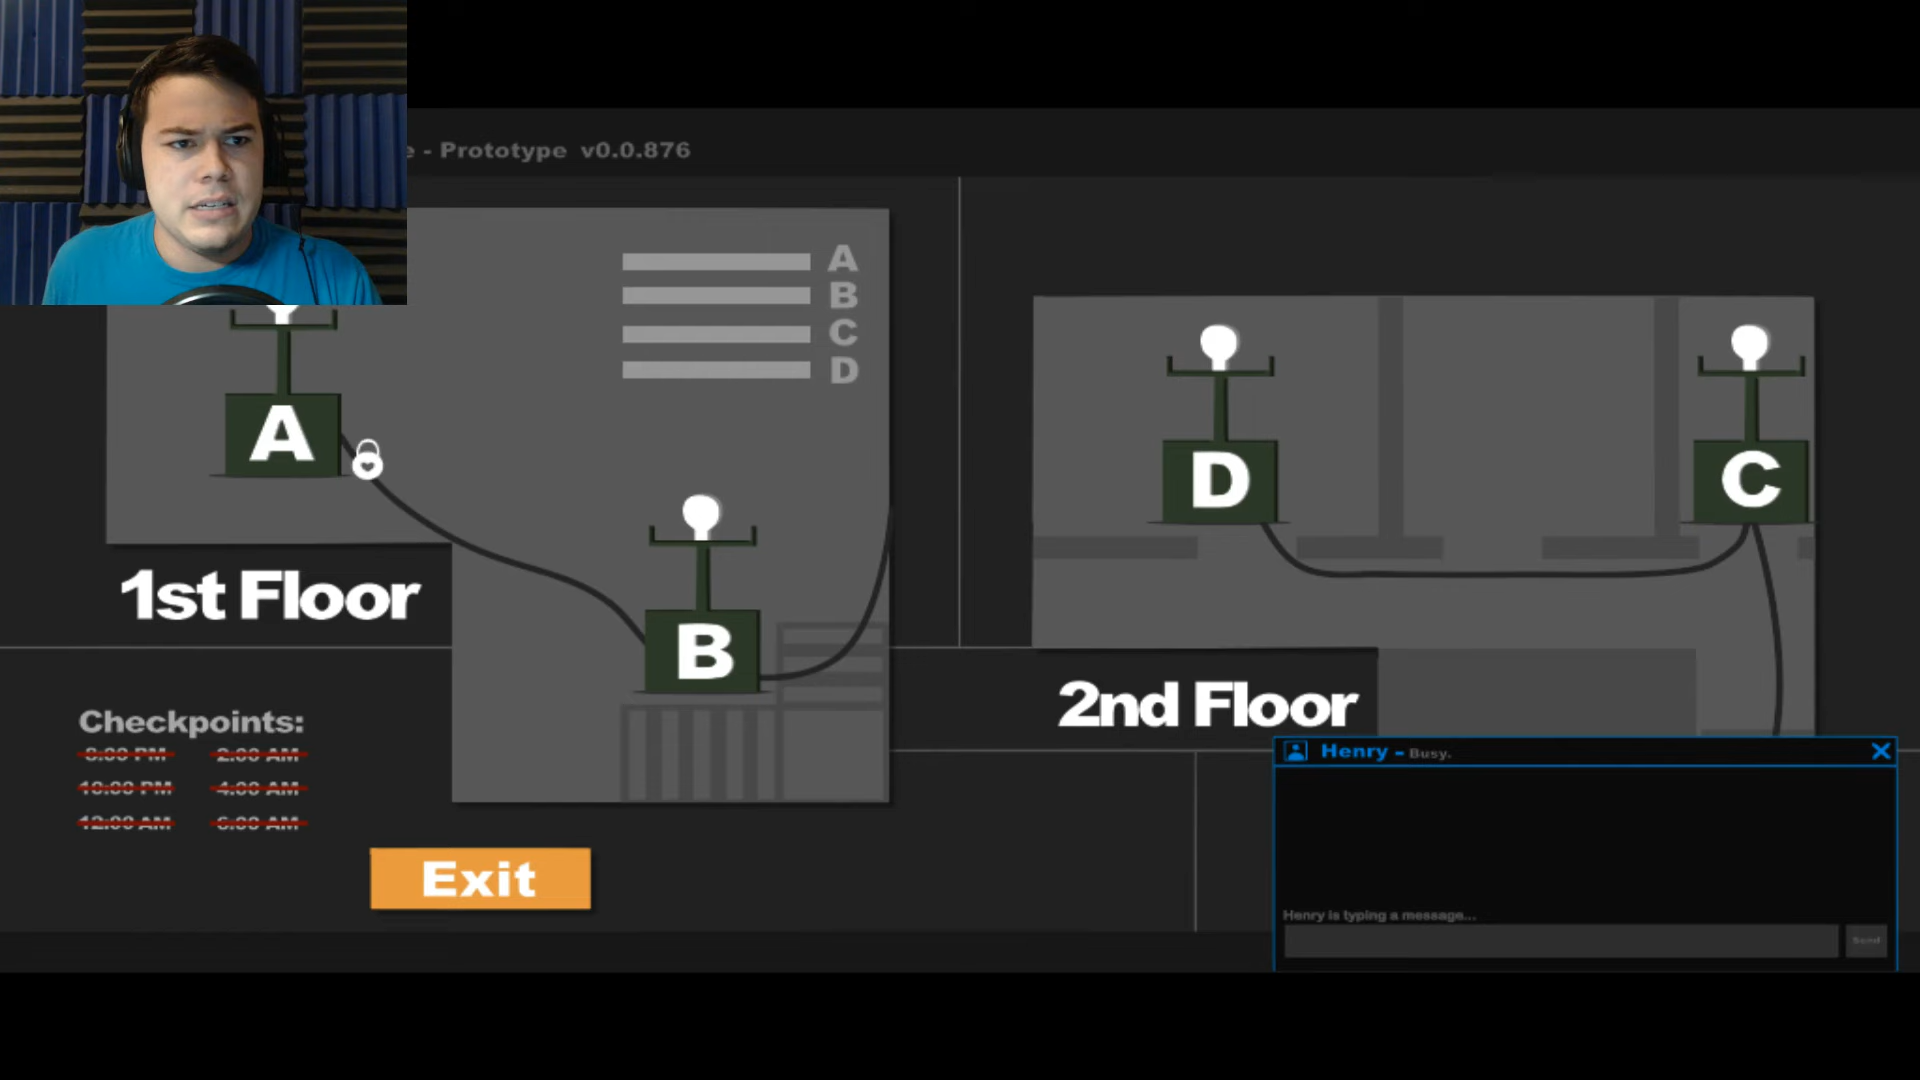 e - Prototype v0.0.876
A
B
C
D
A
B
D
C
1st Floor
2nd Floor
Checkpoints:
8:00 PM 2:00 AM
10:00 PM 4:00 AM
12:00 AM 6:00 AM
Exit
Henry - Busy.
Henry is typing a message...
Send